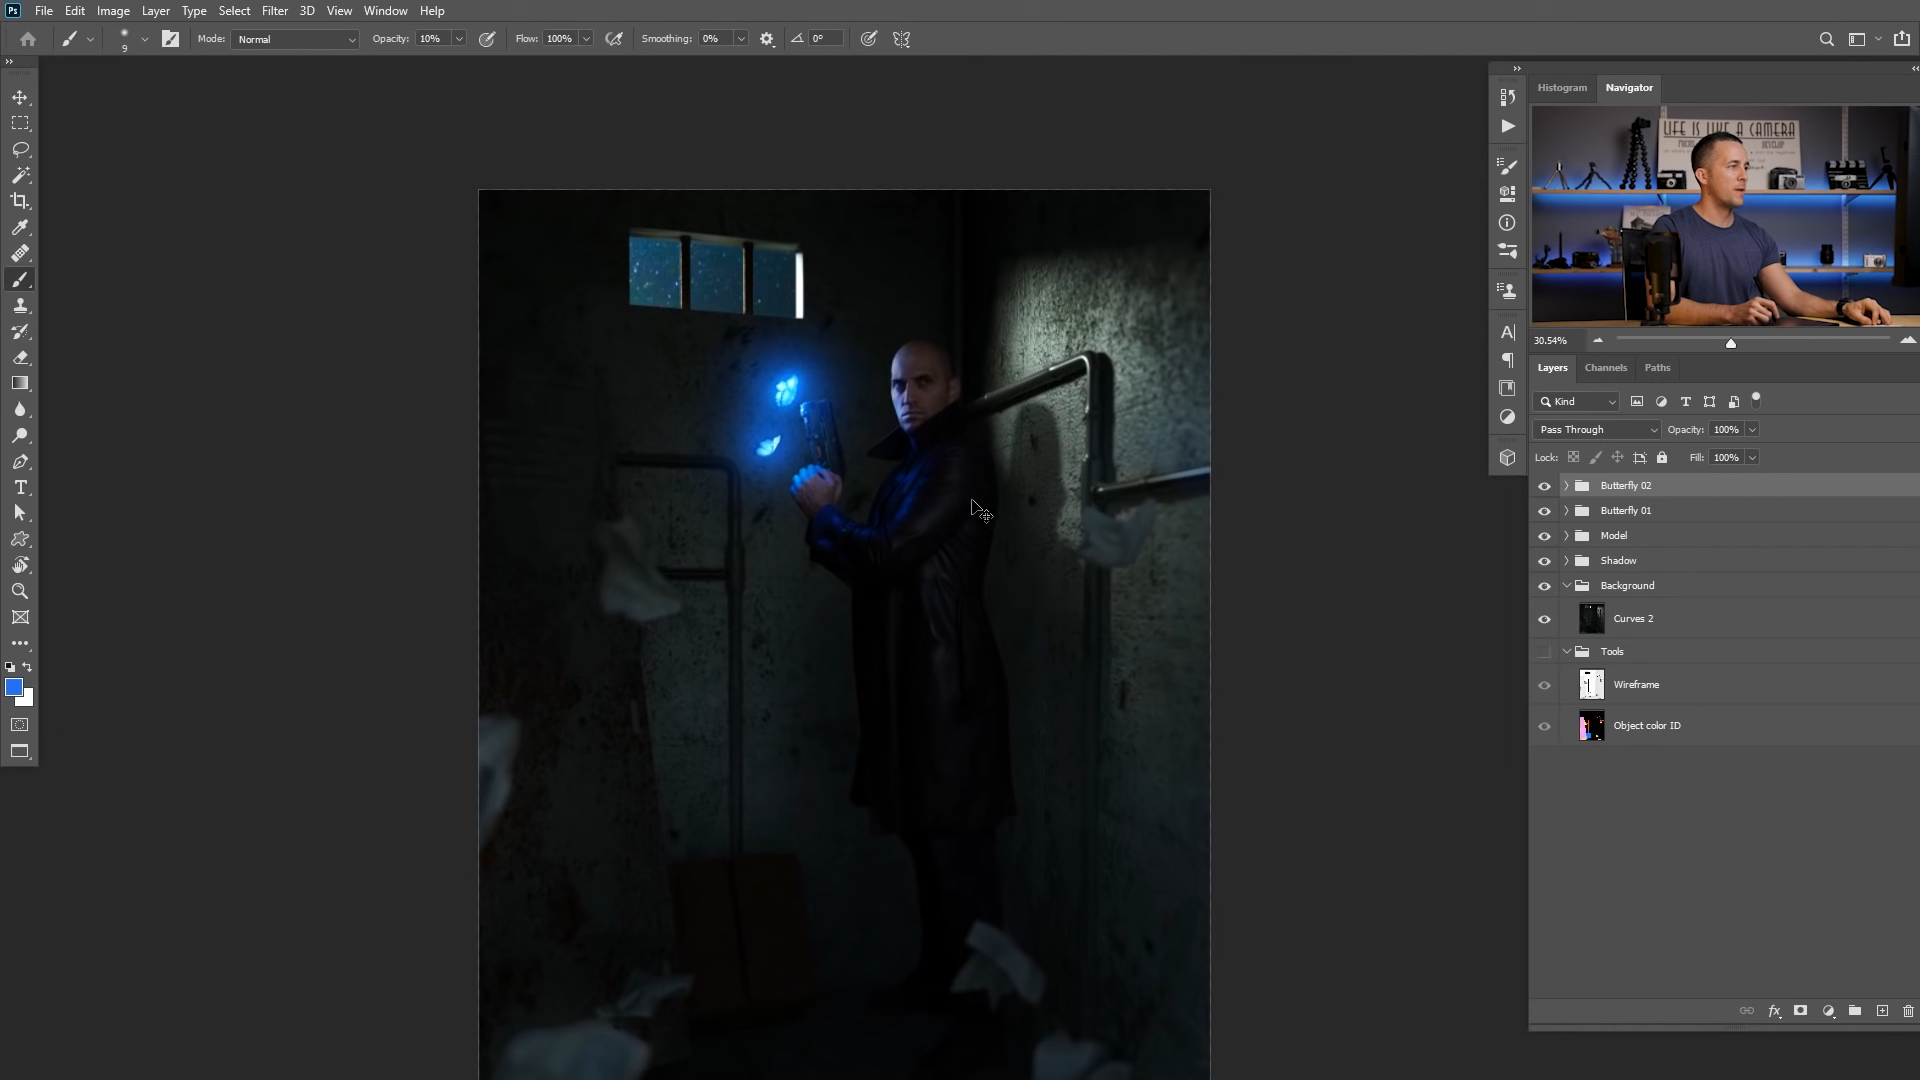 Ps File Edit Image Layer Type Select Filter 3D View Window Help
9 Mode: Normal Opacity: 10% Flow: 100% Smoothing: 0% 0°
Histogram Navigator
LIFE IS LIKE A CAMERA
30.54%
Layers Channels Paths
Kind
Pass Through Opacity: 100%
Lock: Fill: 100%
Butterfly 02
Butterfly 01
Model
Shadow
Background
Curves 2
Tools
Wireframe
Object color ID
fx